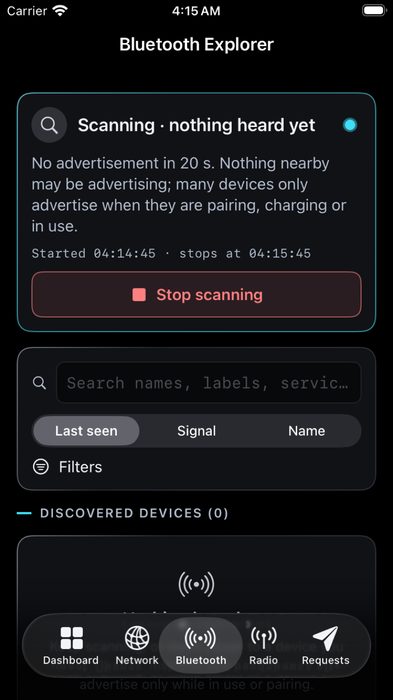 Carrier 4:15 AM
Bluetooth Explorer
Scanning · nothing heard yet
No advertisement in 20 s. Nothing nearby
may be advertising; many devices only
advertise when they are pairing, charging or
in use.
Started 04:14:45 · stops at 04:15:45
Stop scanning
Search names, labels, servic…
Last seen Signal Name
Filters
DISCOVERED DEVICES (0)
Dashboard Network Bluetooth Radio Requests
advertise only while in use or pairing.